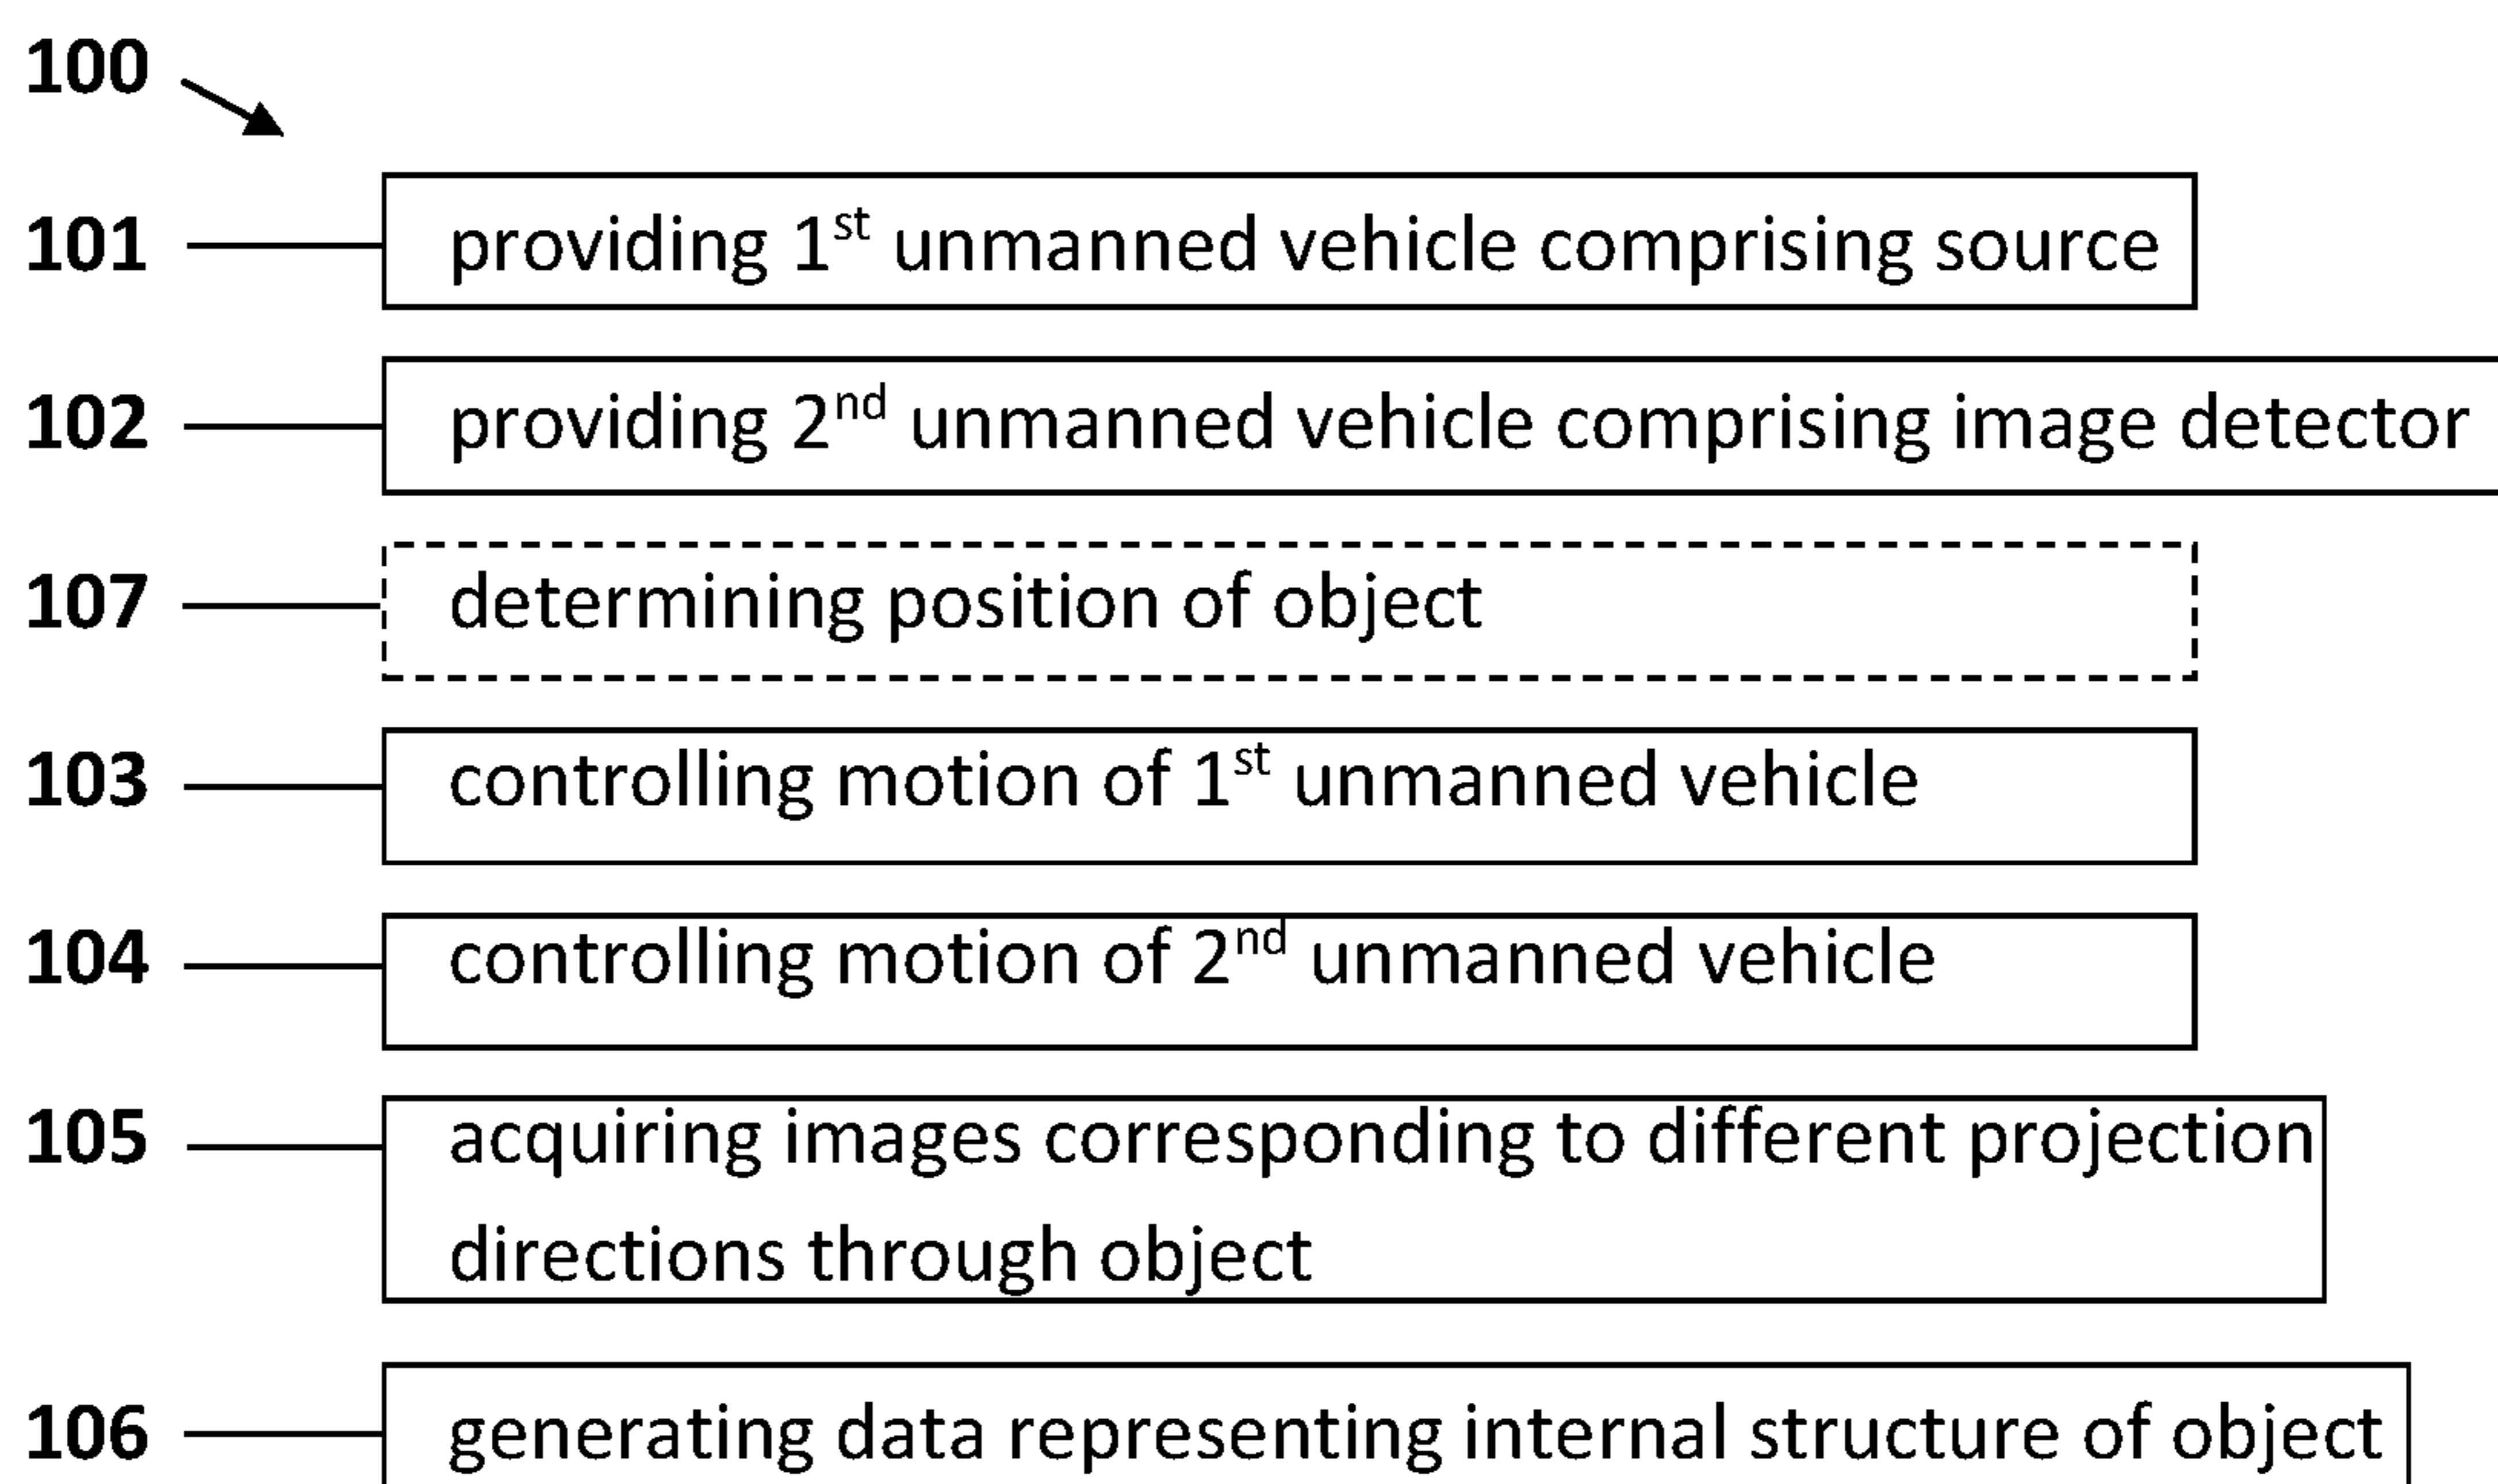 100
101 providing 1st unmanned vehicle comprising source
102 providing 2nd unmanned vehicle comprising image detector
107 determining position of object
103 controlling motion of 1st unmanned vehicle
104 controlling motion of 2nd unmanned vehicle
105 acquiring images corresponding to different projection
directions through object
106 generating data representing internal structure of object